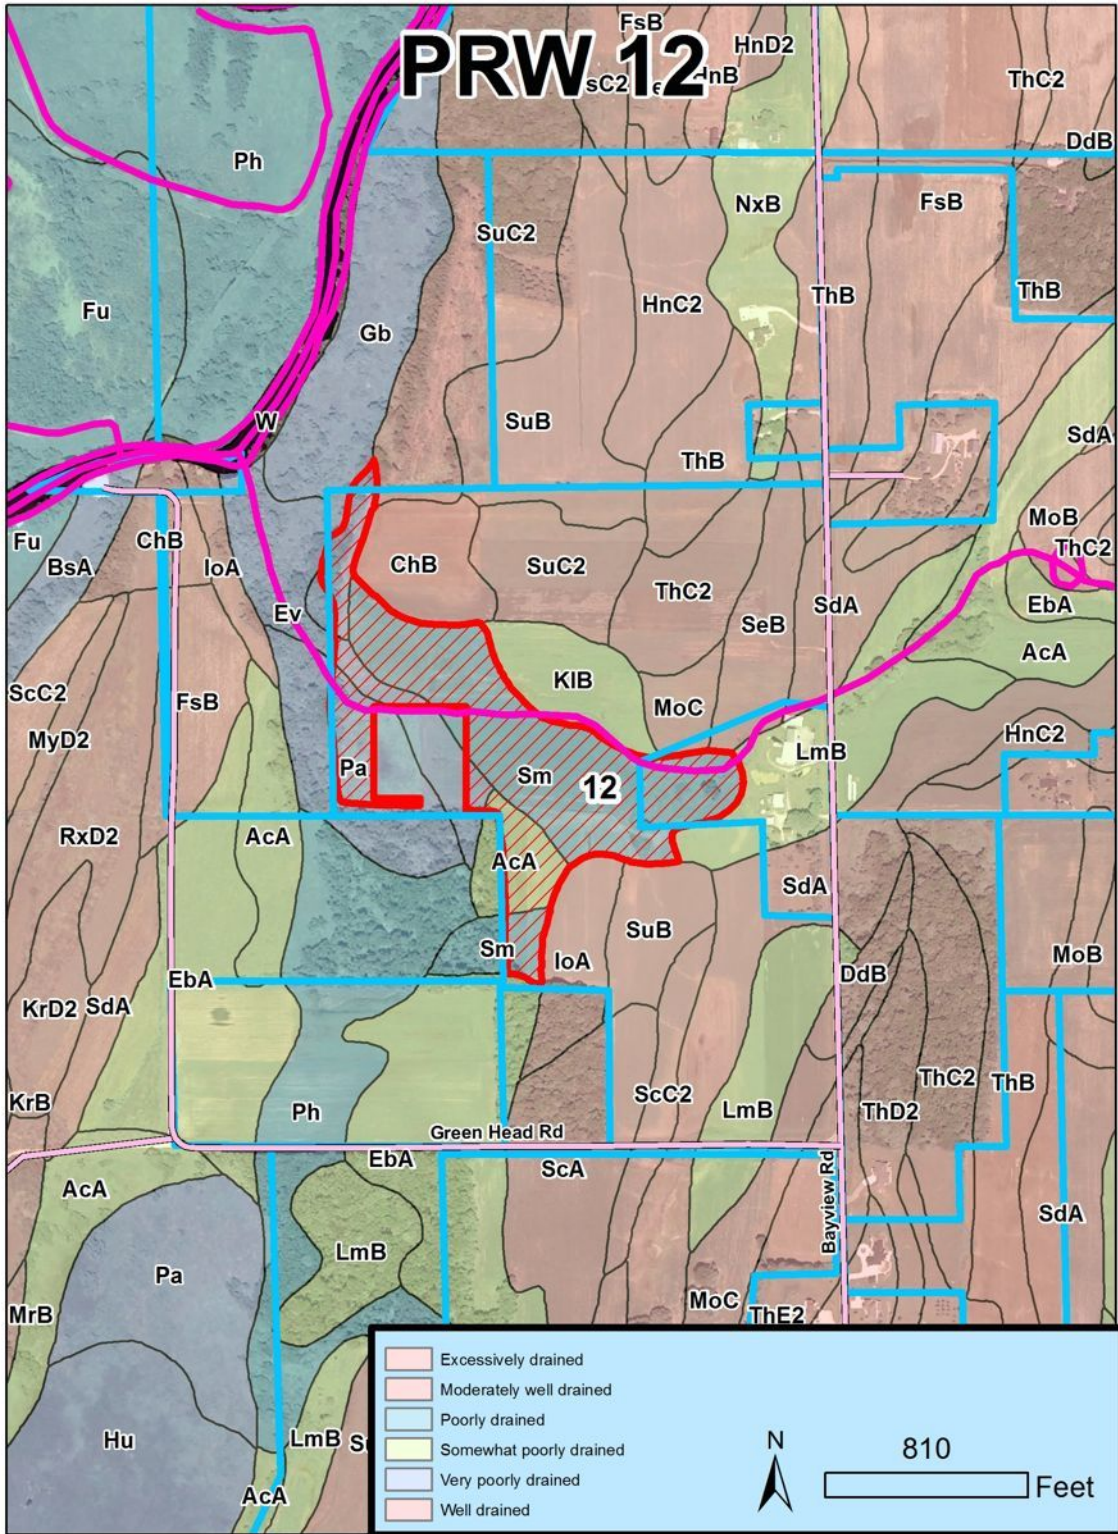 FsB
HnD2
PRW 12
sC2
HnB
ThC2
DdB
Ph
NxB
FsB
SuC2
Fu
Gb
HnC2
ThB
ThB
W
SuB
SdA
ThB
Fu
ChB
BsA
IoA
ChB
SuC2
MoB
ThC2
ThC2
Ev
SeB
SdA
EbA
AcA
ScC2
FsB
KIB
MoC
MyD2
HnC2
LmB
Pa
Sm
12
RxD2
AcA
AcA
SdA
SuB
Sm
IoA
MoB
DdB
EbA
KrD2
SdA
KrB
Ph
ScC2
LmB
ThC2
ThB
ThD2
Green Head Rd
EbA
ScA
AcA
Bayview Rd
SdA
LmB
Pa
MoC
MrB
ThE2
Hu
LmB
AcA
Excessively drained
Moderately well drained
Poorly drained
Somewhat poorly drained
Very poorly drained
Well drained
N
810
Feet